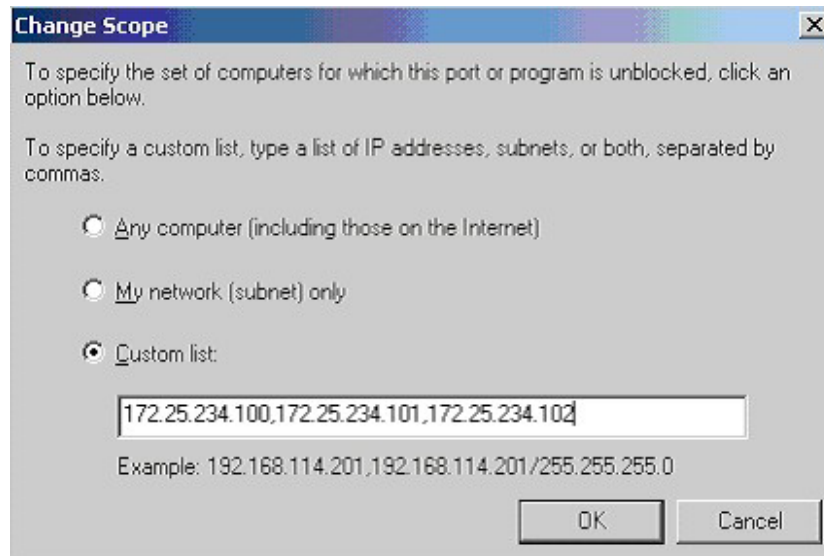 Change Scope
To specify the set of computers for which this port or program is unblocked, click an
option below.
To specify a custom list, type a list of IP addresses, subnets, or both, separated by
commas.
Any computer (including those on the Internet)
My network (subnet) only
Custom list:
172.25.234.100,172.25.234.101,172.25.234.102
Example: 192.168.114.201,192.168.114.201/255.255.255.0
OK Cancel